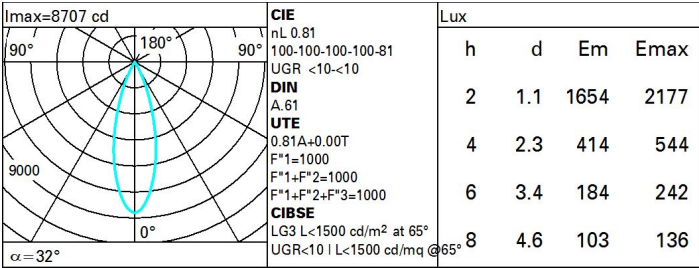 Imax=8707 cd
90°
180°
90°
9000
0°
α=32°
CIE
nL 0.81
100-100-100-100-81
UGR <10-<10
DIN
A.61
UTE
0.81A+0.00T
F"1=1000
F"1+F"2=1000
F"1+F"2+F"3=1000
CIBSE
LG3 L<1500 cd/m² at 65°
UGR<10 | L<1500 cd/mq @65°
Lux
h d Em Emax
2 1.1 1654 2177
4 2.3 414 544
6 3.4 184 242
8 4.6 103 136